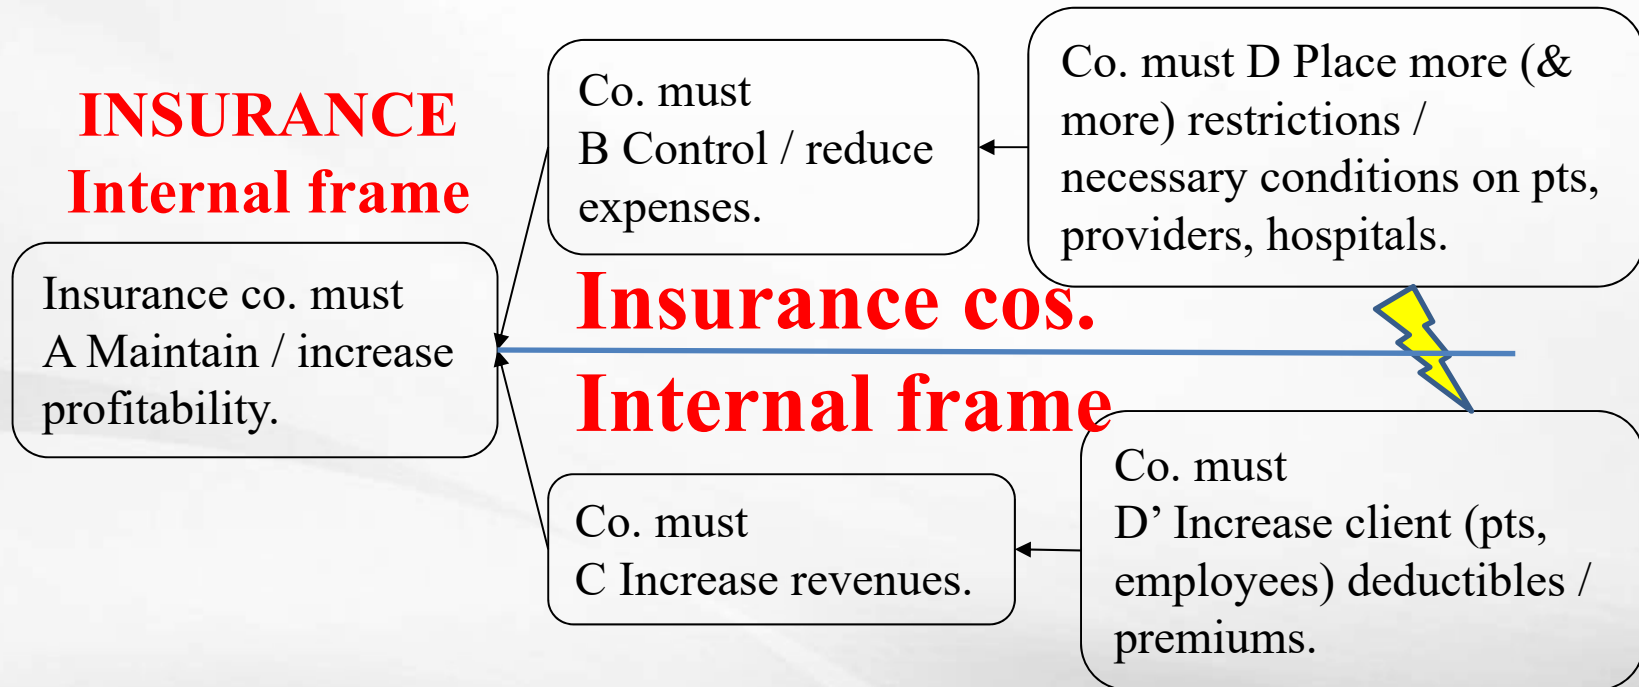 INSURANCE
Internal frame
Insurance co. must
A Maintain / increase
profitability.
Co. must
B Control / reduce
expenses.
Co. must D Place more (&
more) restrictions /
necessary conditions on pts,
providers, hospitals.
Insurance cos.
Internal frame
Co. must
C Increase revenues.
Co. must
D’ Increase client (pts,
employees) deductibles /
premiums.